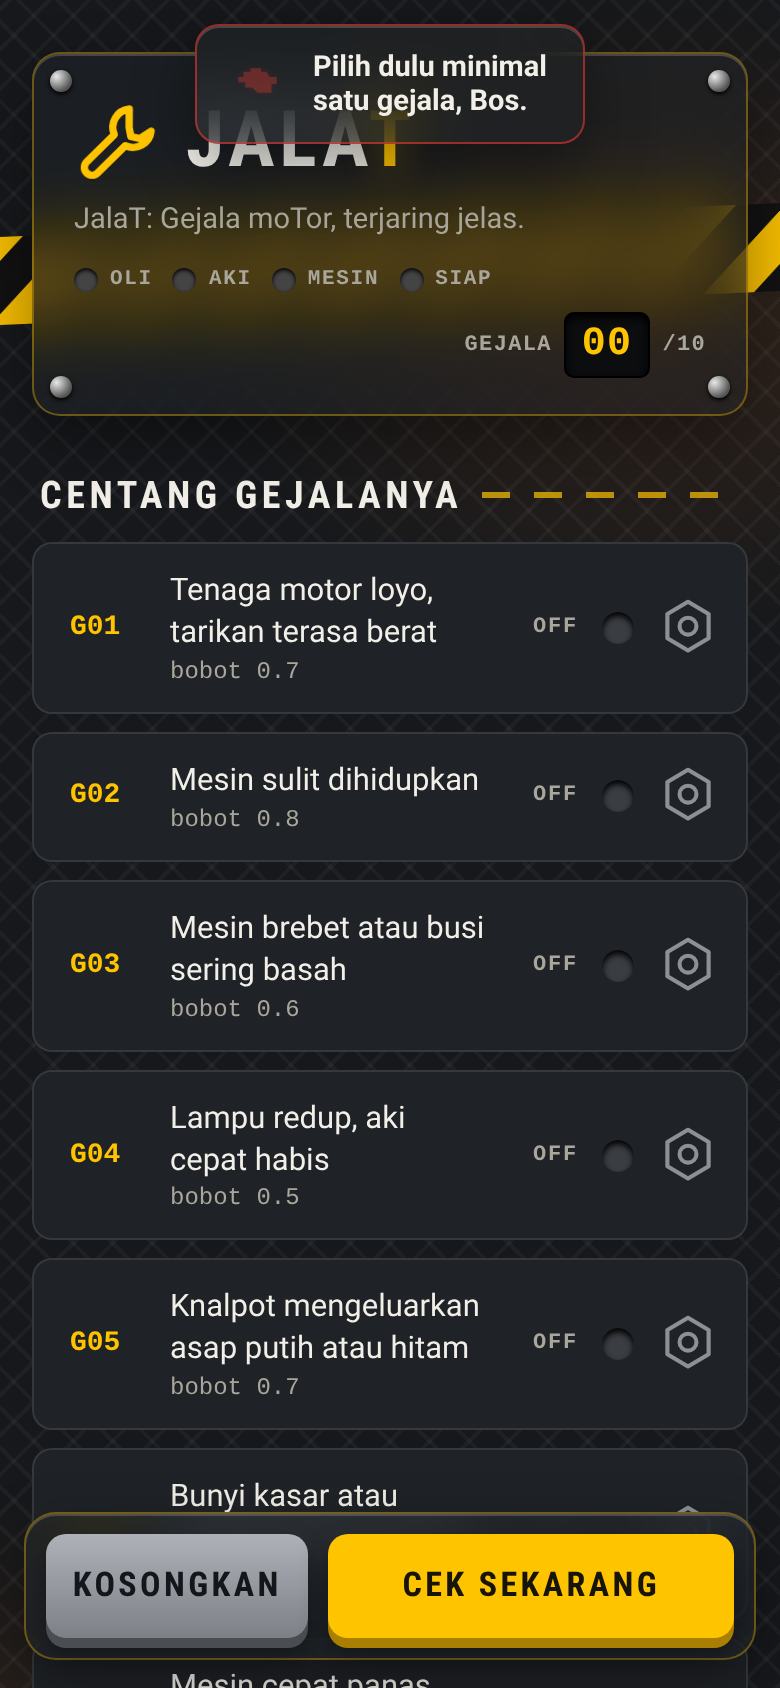 Pilih dulu minimal
satu gejala, Bos.
JALAT
JalaT: Gejala moTor, terjaring jelas.
OLI AKI MESIN SIAP
GEJALA 00 /10
CENTANG GEJALANYA
G01 Tenaga motor loyo, tarikan terasa berat OFF
bobot 0.7
G02 Mesin sulit dihidupkan OFF
bobot 0.8
G03 Mesin brebet atau busi sering basah OFF
bobot 0.6
G04 Lampu redup, aki cepat habis OFF
bobot 0.5
G05 Knalpot mengeluarkan asap putih atau hitam OFF
bobot 0.7
Bunyi kasar atau
KOSONGKAN CEK SEKARANG
Mesin cepat panas